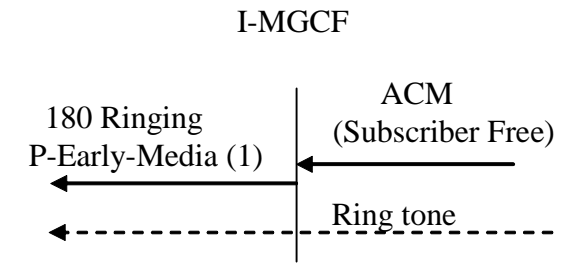 I-MGCF
ACM
(Subscriber Free)
180 Ringing
P-Early-Media (1)
Ring tone